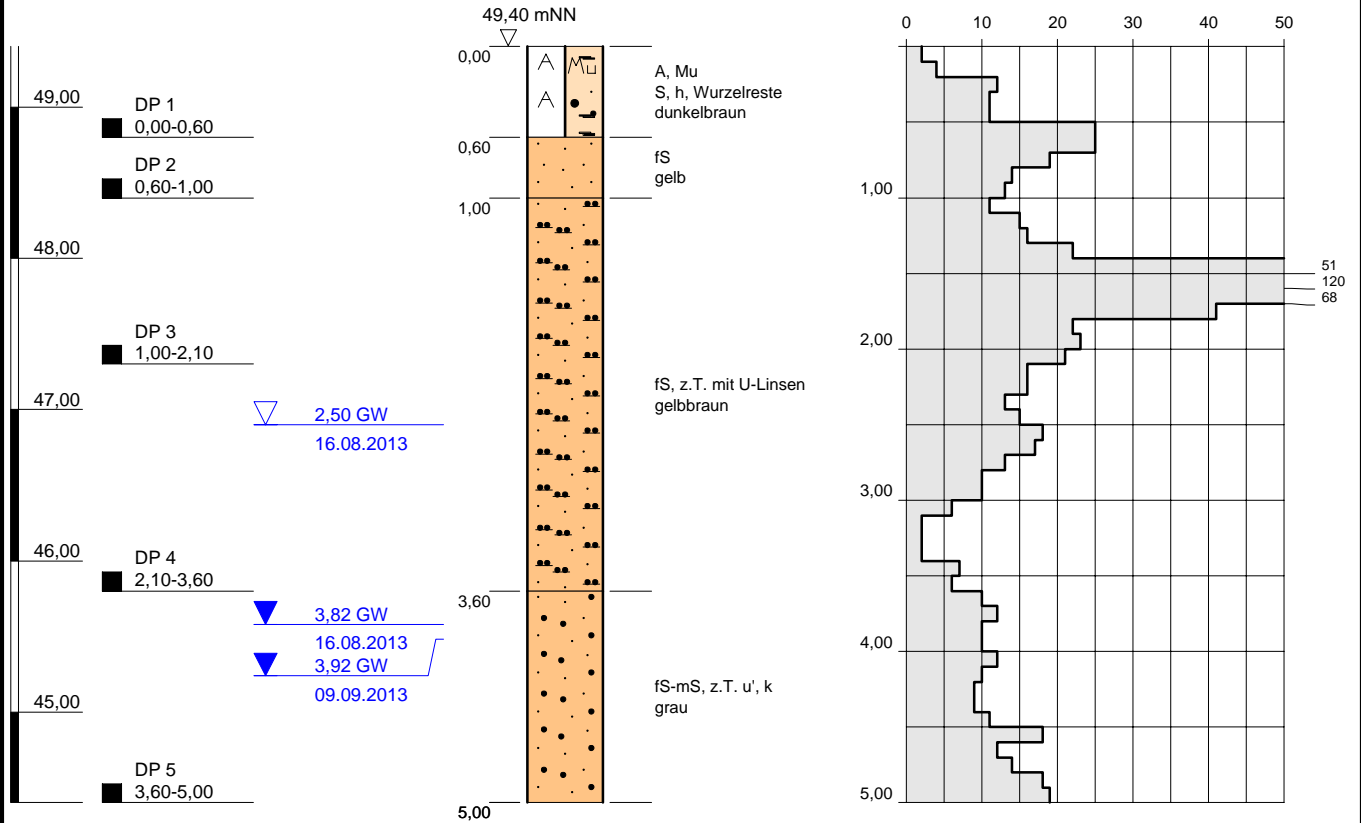 49,40 mNN
0,00
A
Mu
A
A, Mu
S, h, Wurzelreste
dunkelbraun
0,60
fS
gelb
1,00
fS, z.T. mit U-Linsen
gelbbraun
3,60
fS-mS, z.T. u', k
grau
5,00
49,00
48,00
47,00
46,00
45,00
DP 1
0,00-0,60
DP 2
0,60-1,00
DP 3
1,00-2,10
2,50 GW
16.08.2013
DP 4
2,10-3,60
3,82 GW
16.08.2013
3,92 GW
09.09.2013
DP 5
3,60-5,00
0 10 20 30 40 50
1,00
2,00
3,00
4,00
5,00
51
120
68